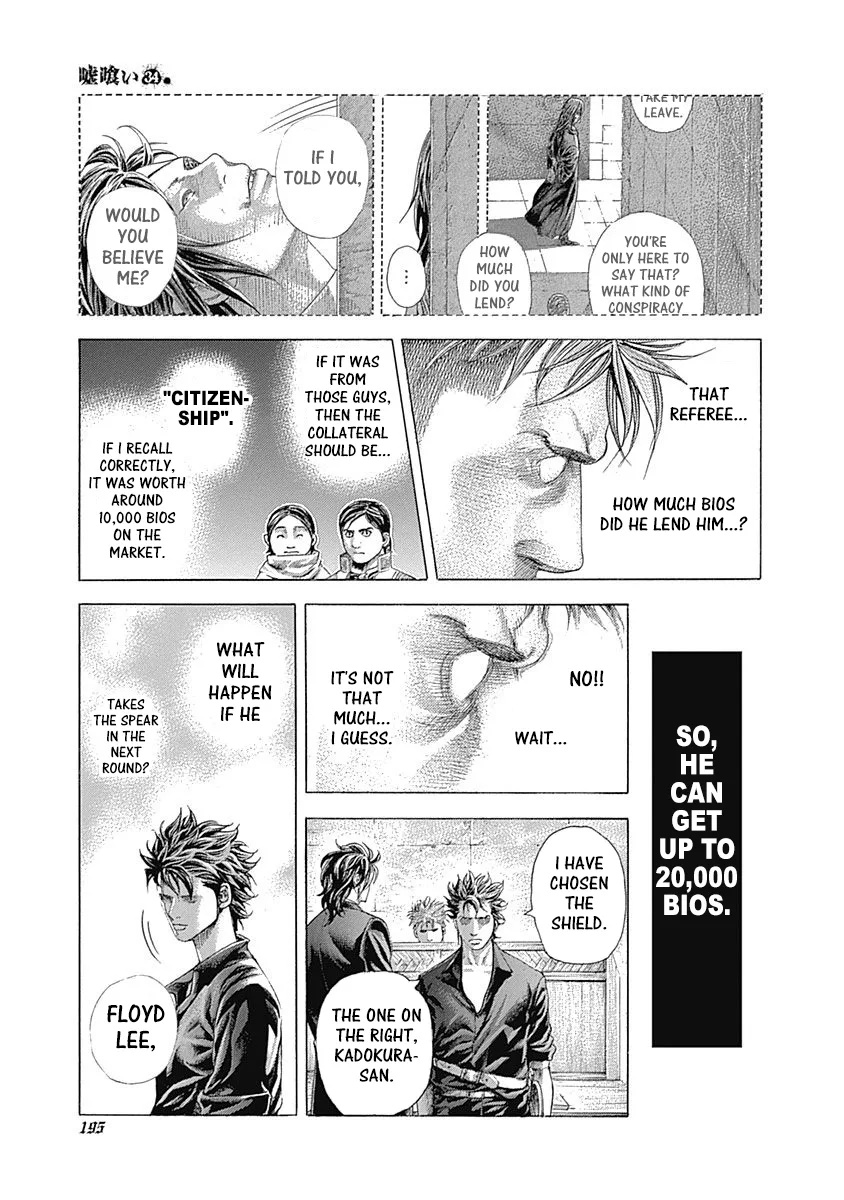 嘘喰い 34
TAKE MY
LEAVE.
YOU'RE
ONLY HERE TO
SAY THAT?
WHAT KIND OF
CONSPIRACY
HOW
MUCH
DID YOU
LEND?
...
IF I
TOLD YOU,
WOULD
YOU
BELIEVE
ME?
THAT
REFEREE...
HOW MUCH BIOS
DID HE LEND HIM...?
IF IT WAS
FROM
THOSE GUYS,
THEN THE
COLLATERAL
SHOULD BE...
"CITIZEN-
SHIP".
IF I RECALL
CORRECTLY,
IT WAS WORTH
AROUND
10,000 BIOS
ON THE
MARKET.
SO,
HE
CAN
GET
UP TO
20,000
BIOS.
NO!!
WAIT...
IT'S NOT
THAT
MUCH...
I GUESS.
I HAVE
CHOSEN
THE
SHIELD.
THE ONE ON
THE RIGHT,
KADOKURA-
SAN.
WHAT
WILL
HAPPEN
IF HE
TAKES
THE SPEAR
IN THE
NEXT
ROUND?
FLOYD
LEE,
195